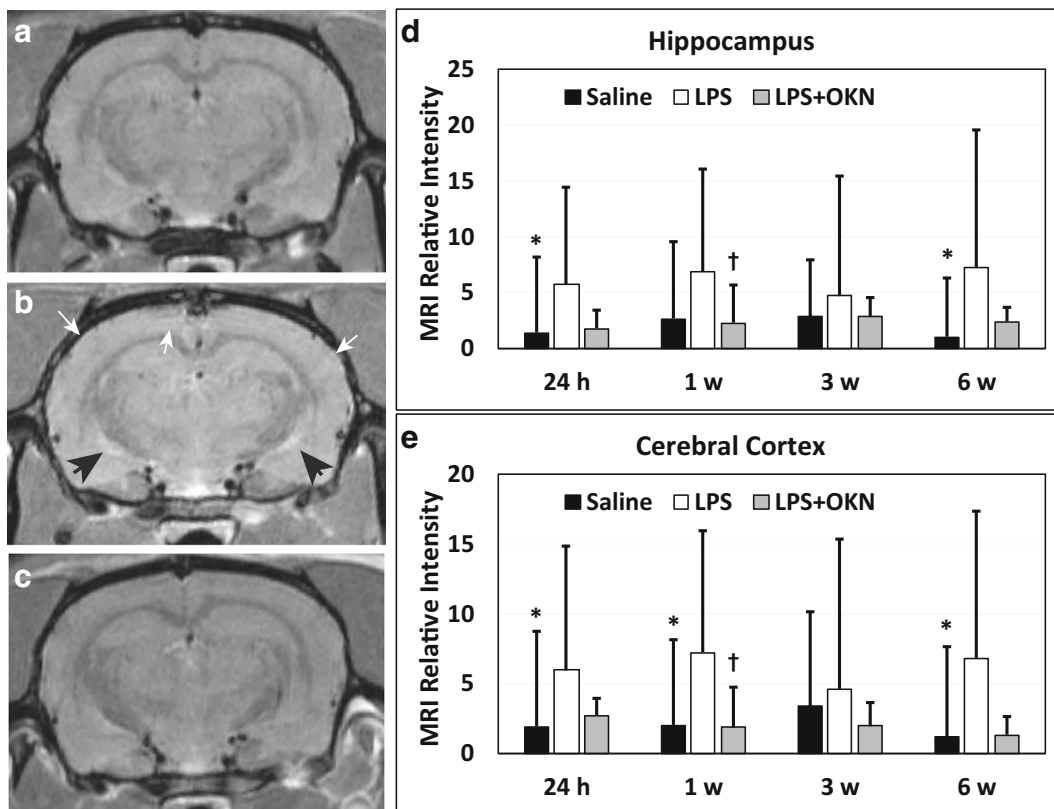 a
b
c
d
Hippocampus
MRI Relative Intensity
25
20
15
10
5
0
Saline LPS LPS+OKN
*
†
*
24 h 1 w 3 w 6 w
e
Cerebral Cortex
MRI Relative Intensity
20
15
10
5
0
Saline LPS LPS+OKN
*
*
†
*
24 h 1 w 3 w 6 w